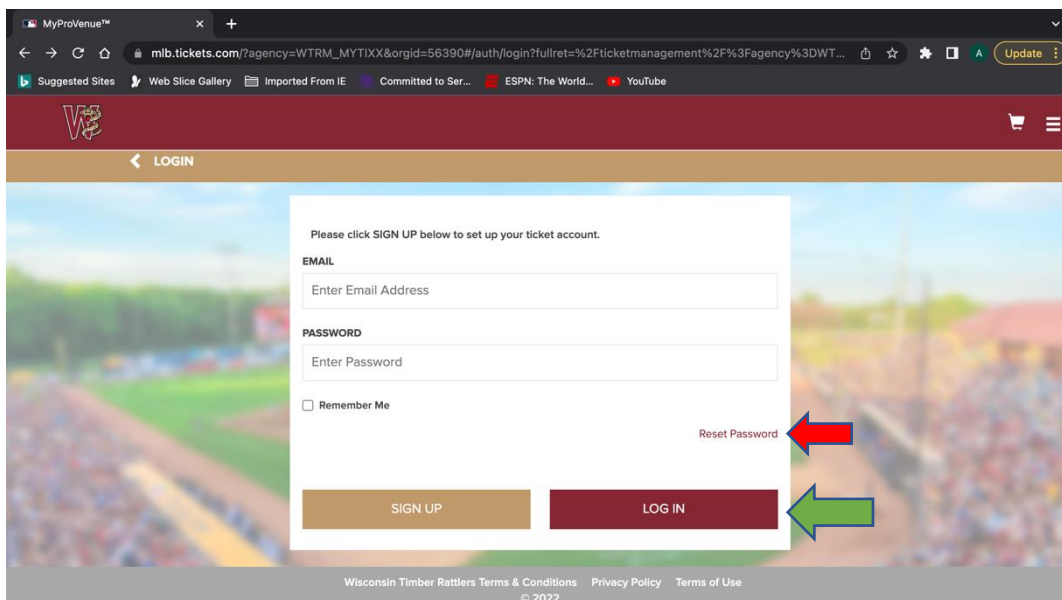 MyProVenue™
mlb.tickets.com/?agency=WTRM_MYTIXX&orgid=56390#/auth/login?fullret=%2Fticketmanagement%2F%3Fagency%3DWT...
A
Update
Suggested Sites Web Slice Gallery Imported From IE Committed to Ser... ESPN: The World... YouTube
W
LOGIN
Please click SIGN UP below to set up your ticket account.
EMAIL
Enter Email Address
PASSWORD
Enter Password
Remember Me
Reset Password
SIGN UP LOG IN
Wisconsin Timber Rattlers Terms & Conditions Privacy Policy Terms of Use
© 2022